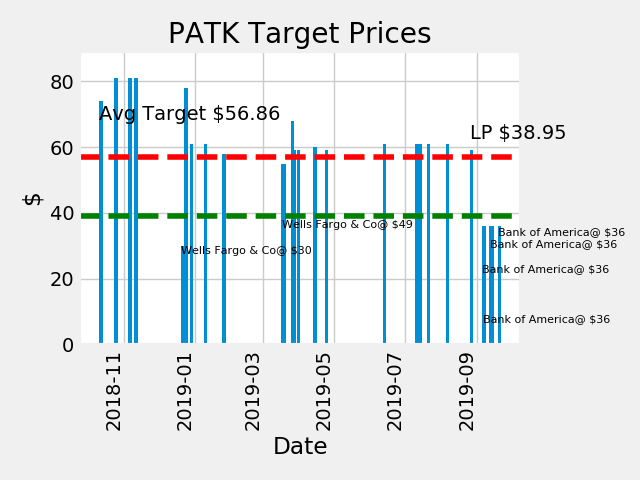 PATK Target Prices
80
Avg Target $56.86
LP $38.95
60
$
40
Wells Fargo & Co@ $49
Bank of America@ $36
Bank of America@ $36
Wells Fargo & Co@ $30
Bank of America@ $36
20
Bank of America@ $36
0
2018-11
2019-01
2019-03
2019-05
2019-07
2019-09
Date